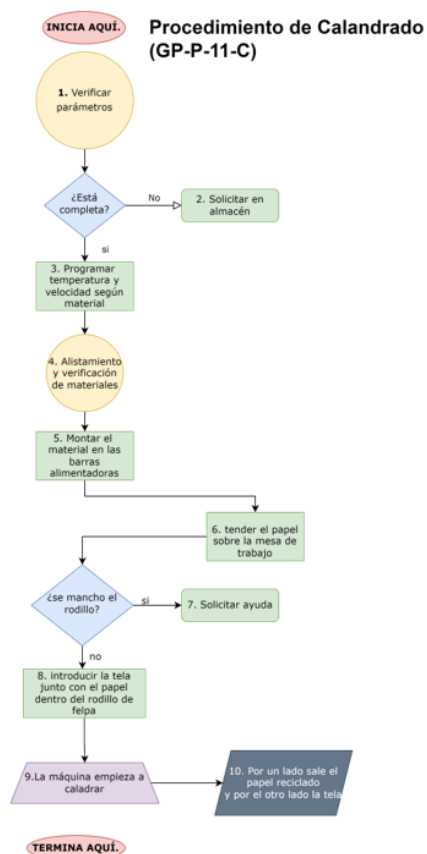 INICIA AQUÍ.
Procedimiento de Calandrado
(GP-P-11-C)
1. Verificar
parámetros
¿Está
completa?
No
2. Solicitar en
almacén
si
3. Programar
temperatura y
velocidad según
material
4. Alistamiento
y verificación
de materiales
5. Montar el
material en las
barras
alimentadoras
6. tender el papel
sobre la mesa de
trabajo
¿se mancho el
rodillo?
si
7. Solicitar ayuda
no
8. introducir la tela
junto con el papel
dentro del rodillo de
felpa
9.La máquina empieza a
caladrar
10. Por un lado sale el
papel reciclado
y por el otro lado la tela
TERMINA AQUÍ.